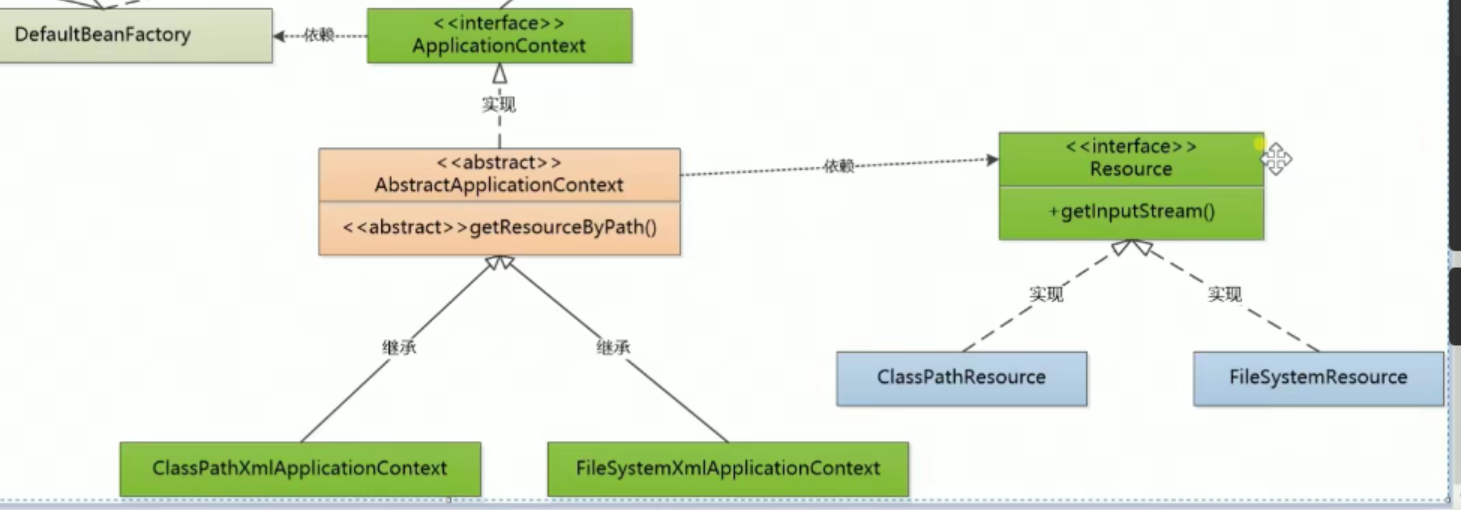 DefaultBeanFactory
依赖
<<interface>>
ApplicationContext
实现
<<abstract>>
AbstractApplicationContext
<<abstract>>getResourceByPath()
依赖
<<interface>>
Resource
+getInputStream()
继承
继承
实现
实现
ClassPathResource
FileSystemResource
ClassPathXmlApplicationContext
FileSystemXmlApplicationContext